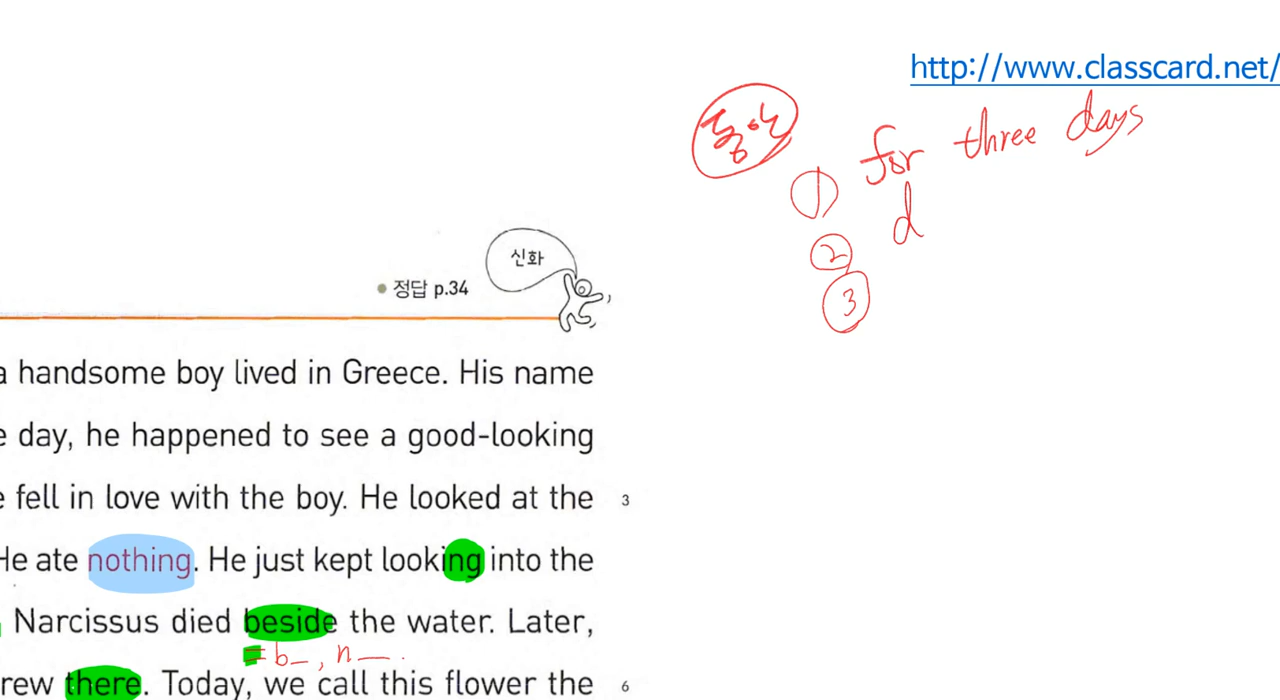 http://www.classcard.net/
동안
① for three days
② d
③
신화
정답 p.34
a handsome boy lived in Greece. His name
e day, he happened to see a good-looking
e fell in love with the boy. He looked at the 3
He ate nothing. He just kept looking into the
Narcissus died beside the water. Later,
= b_, n_.
rew there. Today, we call this flower the 6